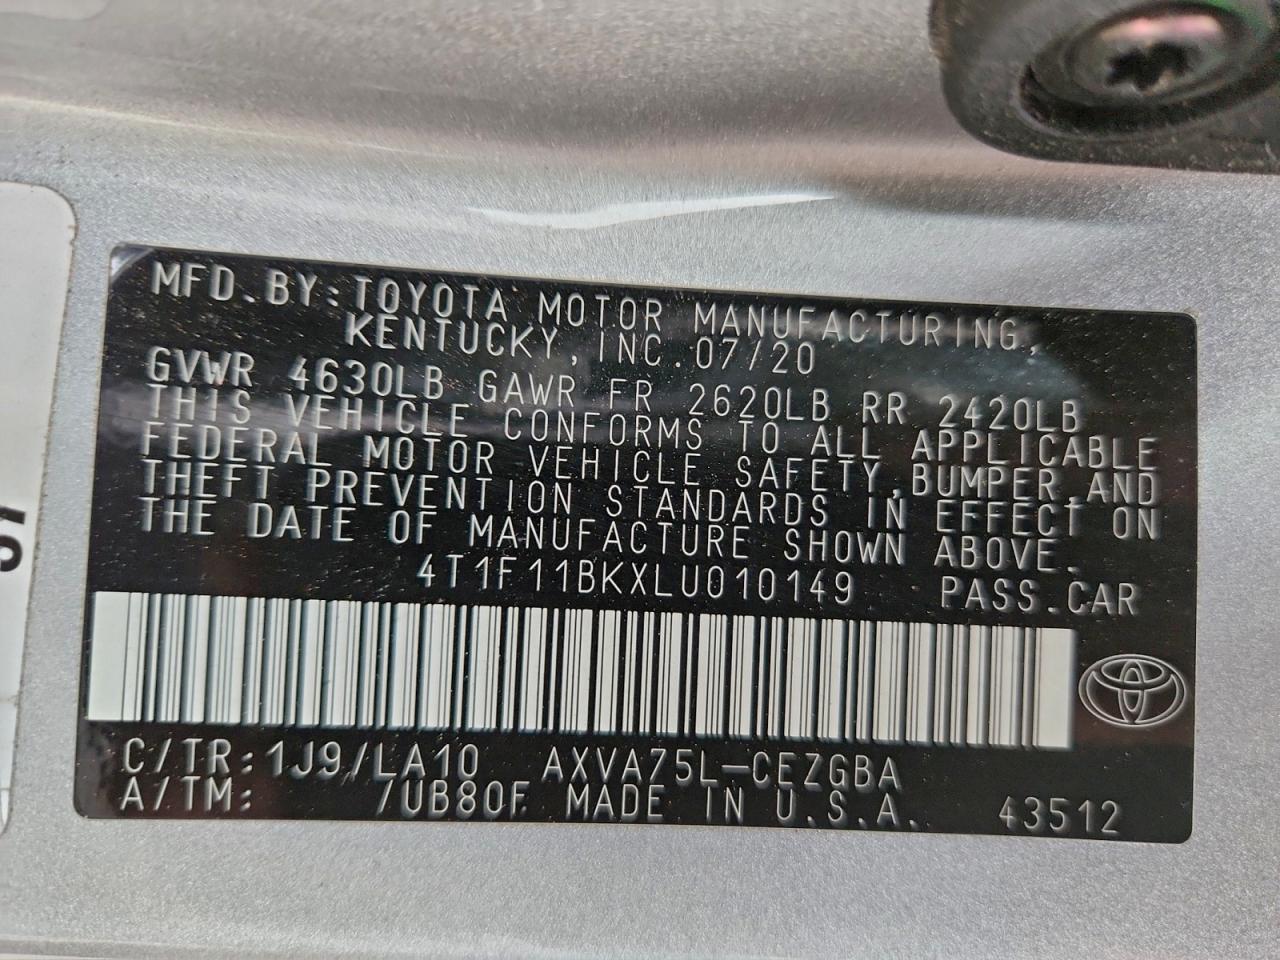 MFD.BY:TOYOTA MOTOR MANUFACTURING,
KENTUCKY,INC.07/20
GVWR 4630LB GAWR FR 2620LB RR 2420LB
THIS VEHICLE CONFORMS TO ALL APPLICABLE
FEDERAL MOTOR VEHICLE SAFETY,BUMPER,AND
THEFT PREVENTION STANDARDS IN EFFECT ON
THE DATE OF MANUFACTURE SHOWN ABOVE.
4T1F11BKXLU010149 PASS.CAR
C/TR:1J9/LA10 AXVA75L-CEZGBA
A/TM: /UB80F MADE IN U.S.A. 43512